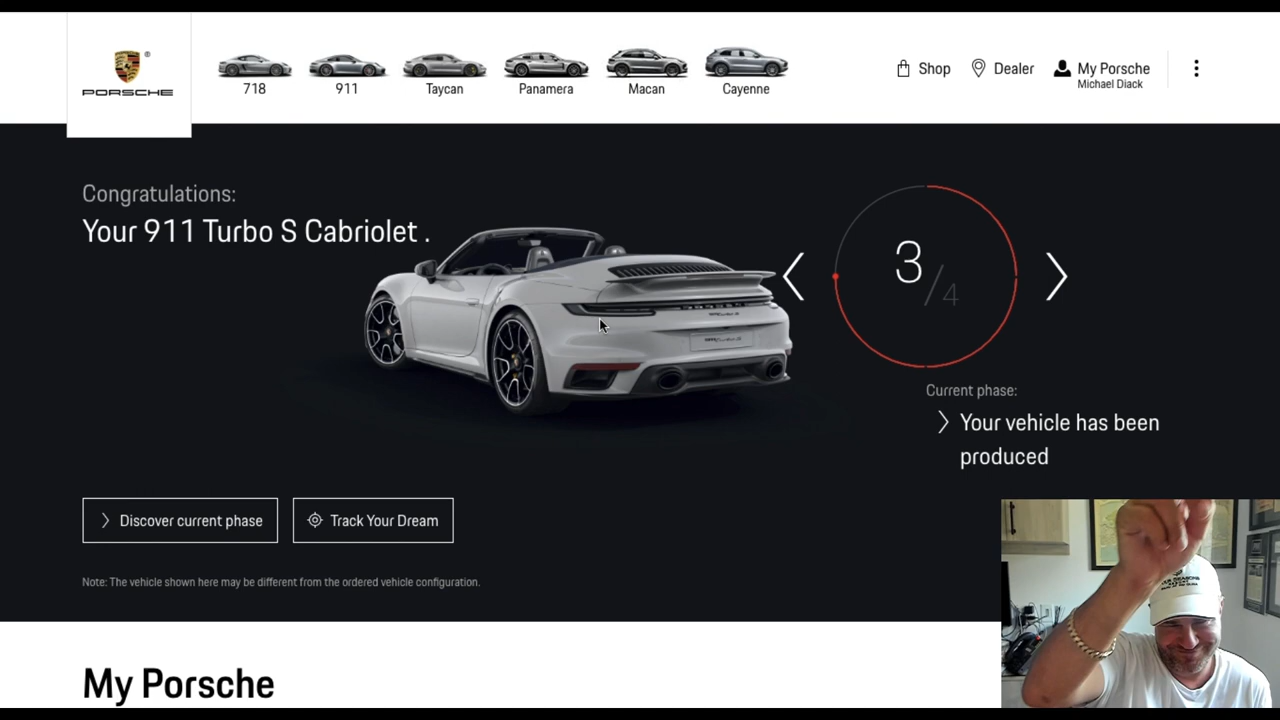 PORSCHE
®
718
911
Taycan
Panamera
Macan
Cayenne
Shop
Dealer
My Porsche
Michael Diack
Congratulations:
Your 911 Turbo S Cabriolet .
3/4
Current phase:
Your vehicle has been
produced
Discover current phase
Track Your Dream
Note: The vehicle shown here may be different from the ordered vehicle configuration.
My Porsche